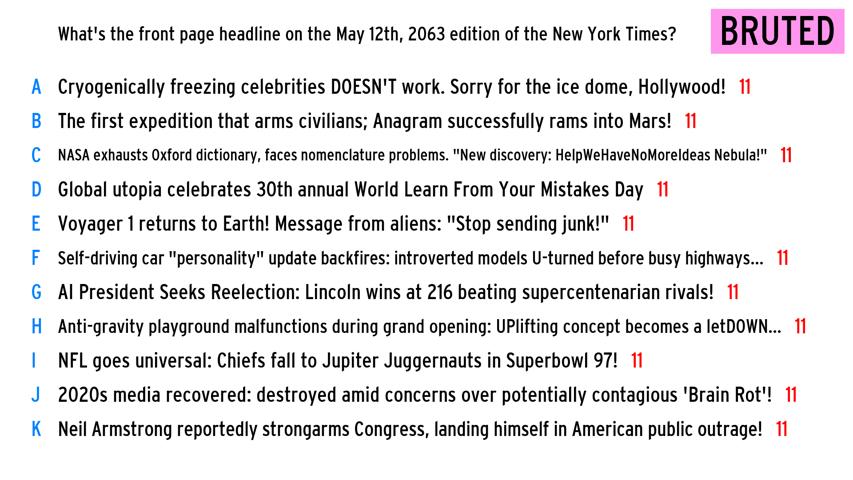 What's the front page headline on the May 12th, 2063 edition of the New York Times?
BRUTED
A Cryogenically freezing celebrities DOESN'T work. Sorry for the ice dome, Hollywood! 11
B The first expedition that arms civilians; Anagram successfully rams into Mars! 11
C NASA exhausts Oxford dictionary, faces nomenclature problems. "New discovery: HelpWeHaveNoMoreIdeas Nebula!" 11
D Global utopia celebrates 30th annual World Learn From Your Mistakes Day 11
E Voyager 1 returns to Earth! Message from aliens: "Stop sending junk!" 11
F Self-driving car "personality" update backfires: introverted models U-turned before busy highways... 11
G AI President Seeks Reelection: Lincoln wins at 216 beating supercentenarian rivals! 11
H Anti-gravity playground malfunctions during grand opening: UPlifting concept becomes a letDOWN... 11
I NFL goes universal: Chiefs fall to Jupiter Juggernauts in Superbowl 97! 11
J 2020s media recovered: destroyed amid concerns over potentially contagious 'Brain Rot'! 11
K Neil Armstrong reportedly strongarms Congress, landing himself in American public outrage! 11